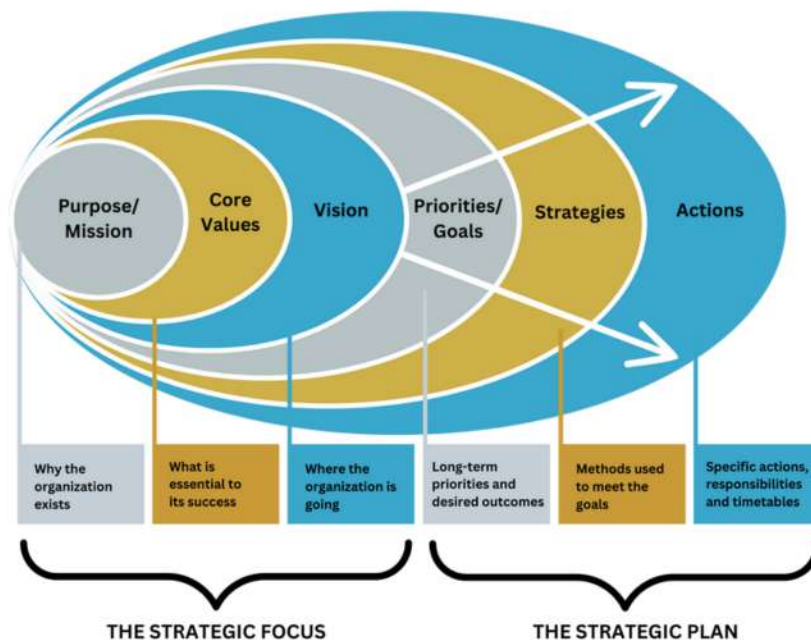 Purpose/
Mission
Core
Values
Vision
Priorities/
Goals
Strategies
Actions
Why the
organization
exists
What is
essential to
its success
Where the
organization is
going
Long-term
priorities and
desired outcomes
Methods used
to meet the
goals
Specific actions,
responsibilities
and timetables
THE STRATEGIC FOCUS
THE STRATEGIC PLAN